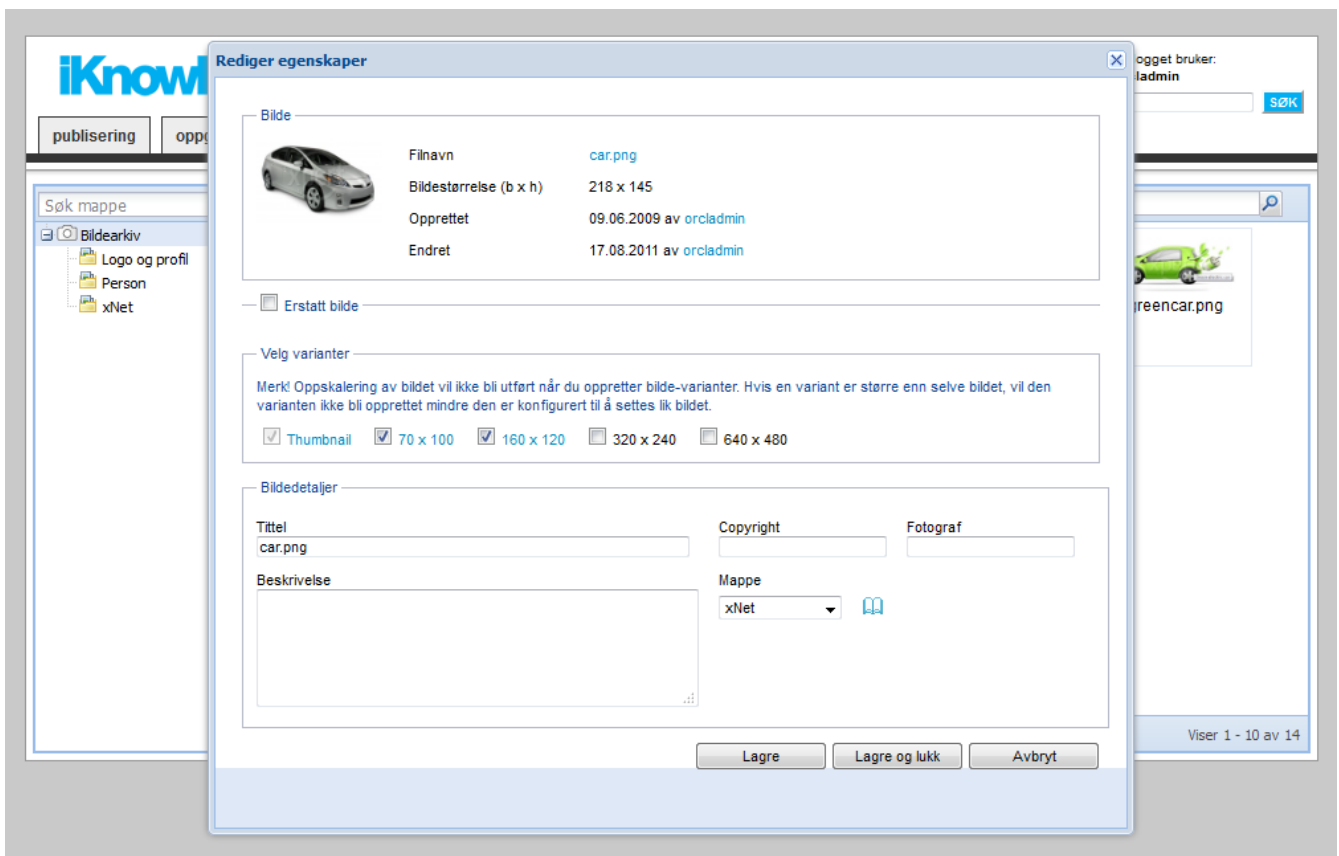 iKnowl
ogget bruker:
ladmin
SØK
publisering
oppg
Søk mappe
Bildearkiv
Logo og profil
Person
xNet
greencar.png
Viser 1 - 10 av 14
Rediger egenskaper
Bilde
Filnavn car.png
Bildestørrelse (b x h) 218 x 145
Opprettet 09.06.2009 av orcladmin
Endret 17.08.2011 av orcladmin
Erstatt bilde
Velg varianter
Merk! Oppskalering av bildet vil ikke bli utført når du oppretter bilde-varianter. Hvis en variant er større enn selve bildet, vil den
varianten ikke bli opprettet mindre den er konfigurert til å settes lik bildet.
Thumbnail 70 x 100 160 x 120 320 x 240 640 x 480
Bildedetaljer
Tittel Copyright Fotograf
car.png
Beskrivelse Mappe
xNet
Lagre Lagre og lukk Avbryt